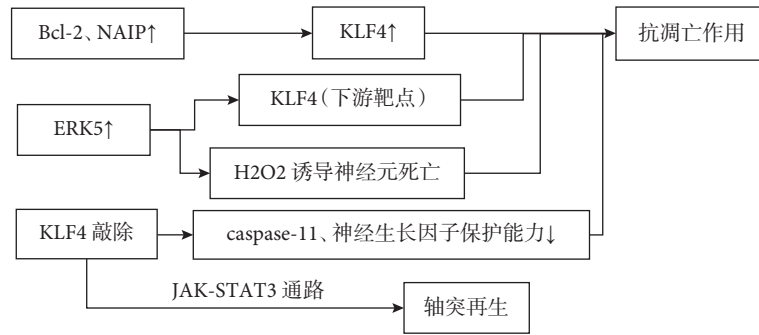 Bcl-2、NAIP↑
KLF4↑
抗凋亡作用
KLF4（下游靶点）
ERK5↑
H2O2 诱导神经元死亡
KLF4 敲除
caspase-11、神经生长因子保护能力↓
JAK-STAT3 通路
轴突再生